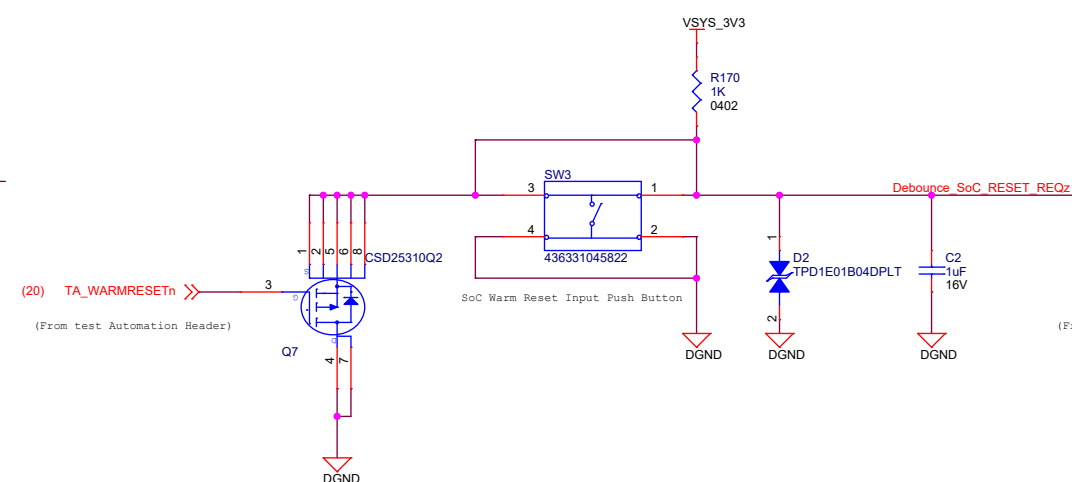 VSYS_3V3
R170
1K
0402
SW3
3
1
4
2
436331045822
SoC Warm Reset Input Push Button
Debounce_SoC_RESET_REQz
1
2
5
6
8
CSD25310Q2
S
G
D
(20) TA_WARMRESETn
3
(From test Automation Header)
Q7
4
7
DGND
DGND
1
D2
TPD1E01B04DPLT
2
DGND
C2
1uF
16V
DGND